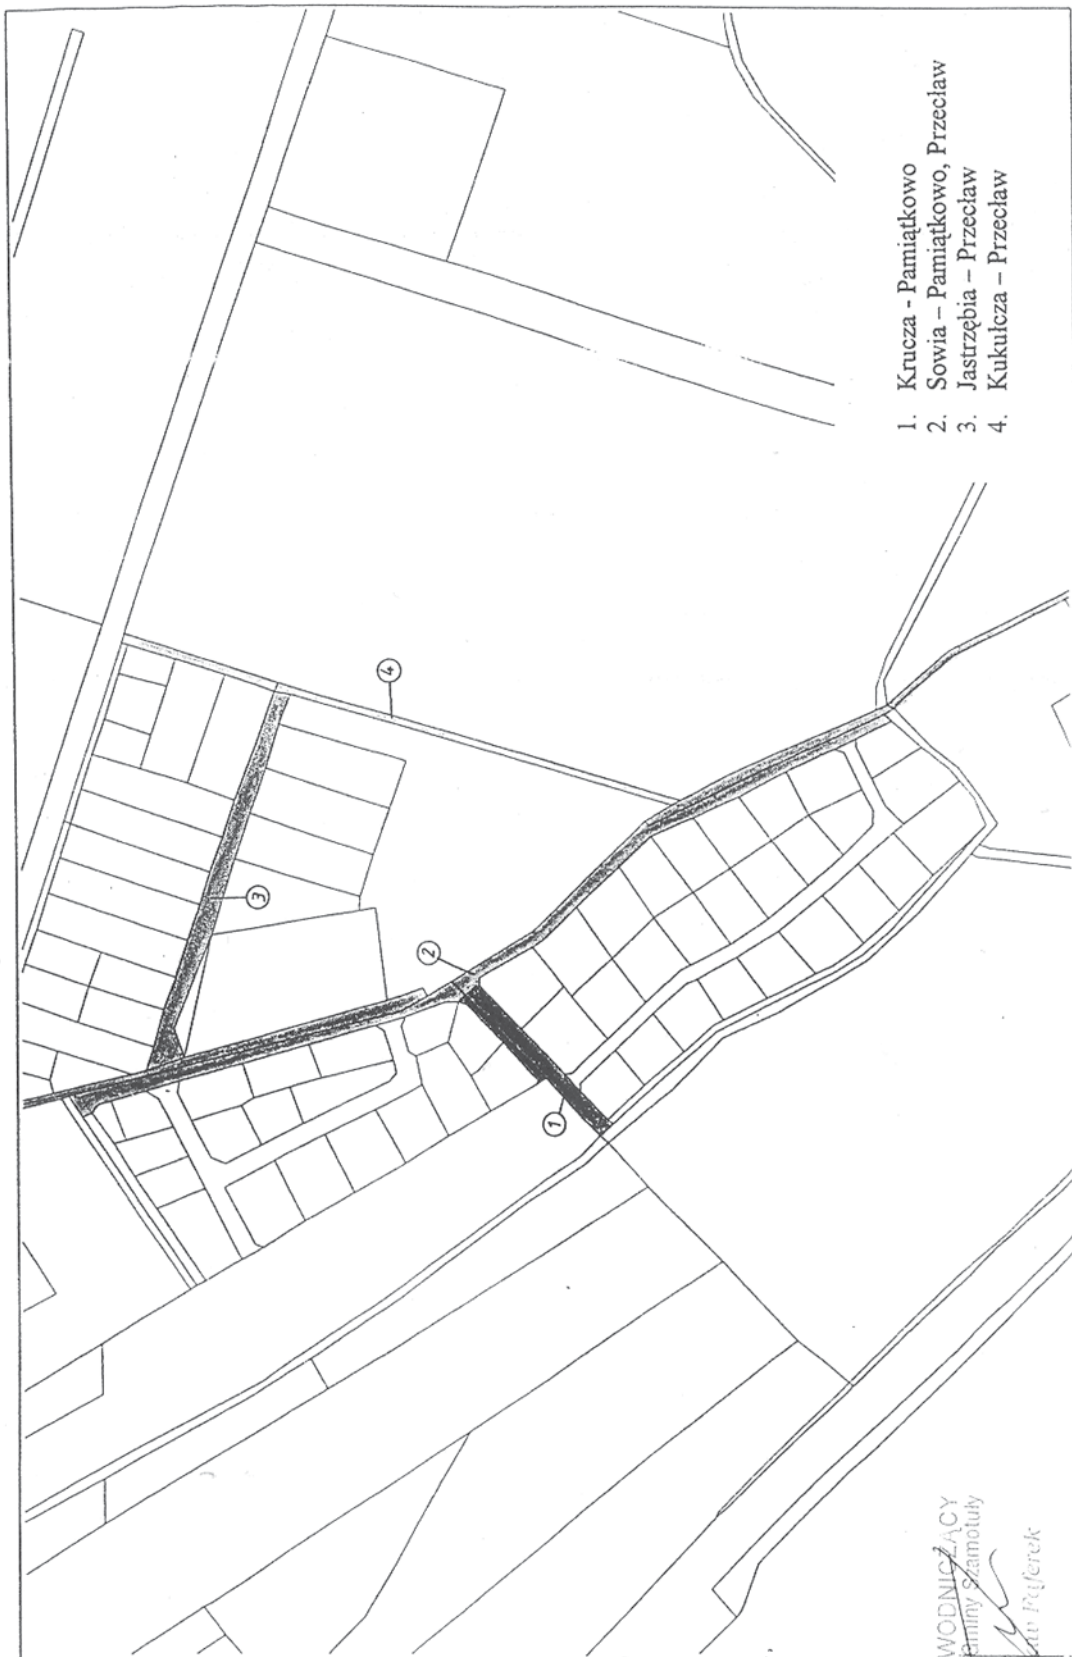 1. Krucza - Pamiątkowo
2. Sowia – Pamiątkowo, Przecław
3. Jastrzębia – Przecław
4. Kukułcza – Przecław
4
3
2
1
WODNICZĄCY
Gminy Szamotuły